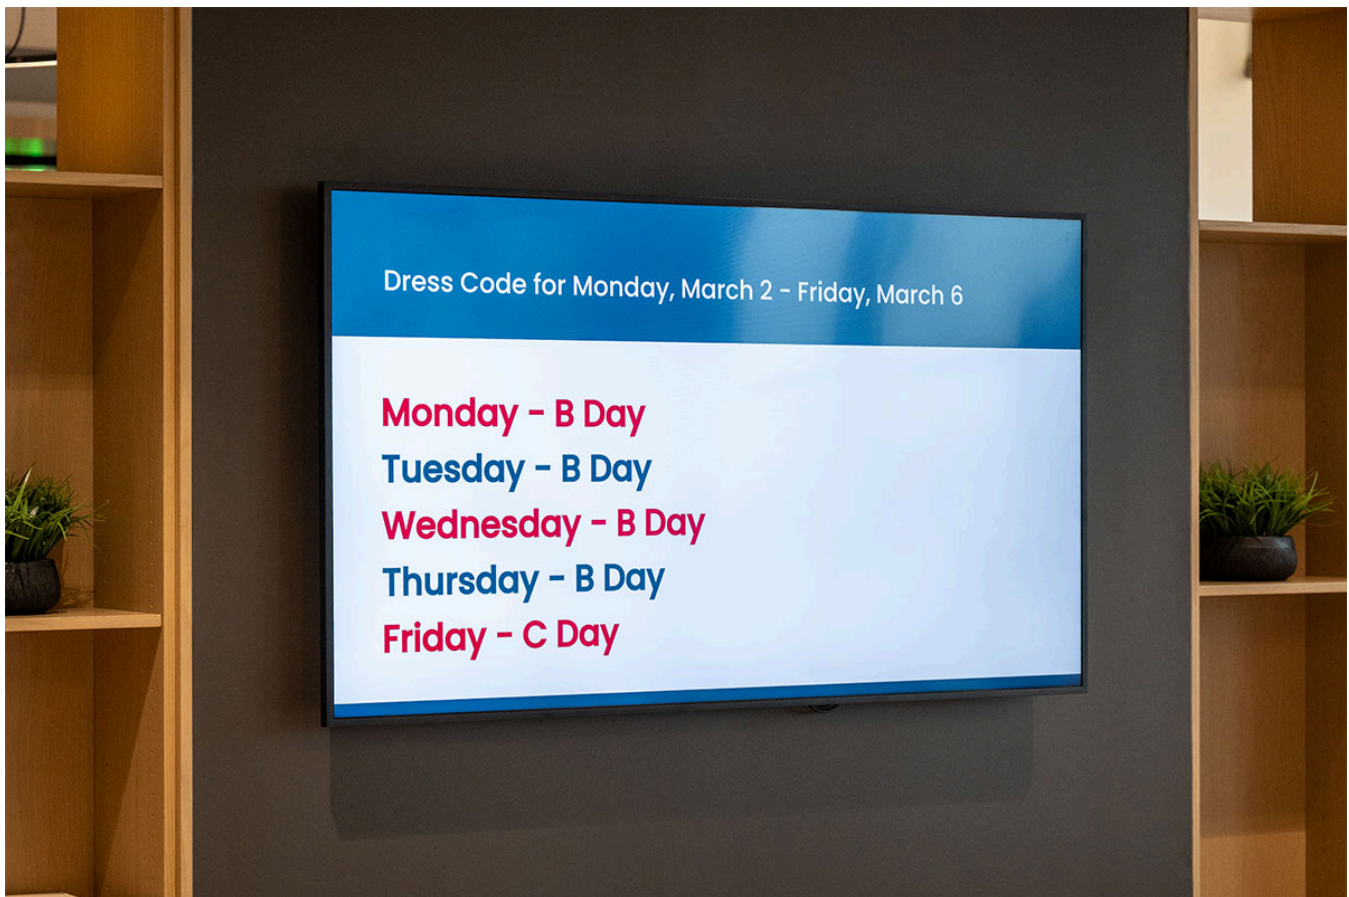 Dress Code for Monday, March 2 - Friday, March 6
Monday - B Day
Tuesday - B Day
Wednesday - B Day
Thursday - B Day
Friday - C Day